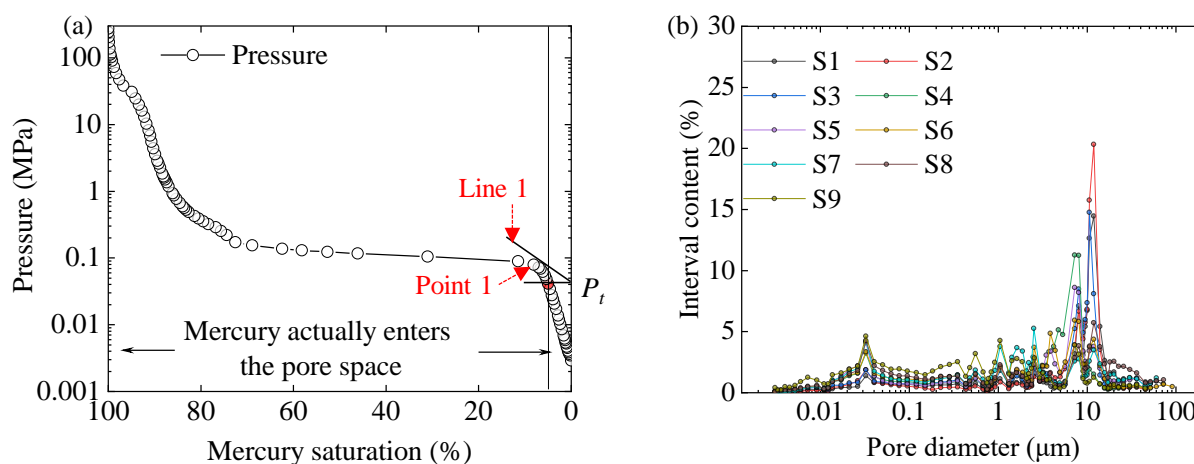 (a)
Pressure
100
10
1
0.1
0.01
0.001
Pressure (MPa)
Line 1
Point 1
Pt
Mercury actually enters
the pore space
100
80
60
40
20
0
Mercury saturation (%)
(b)
30
25
20
15
10
5
0
Interval content (%)
S1 S2
S3 S4
S5 S6
S7 S8
S9
0.01
0.1
1
10
100
Pore diameter (μm)